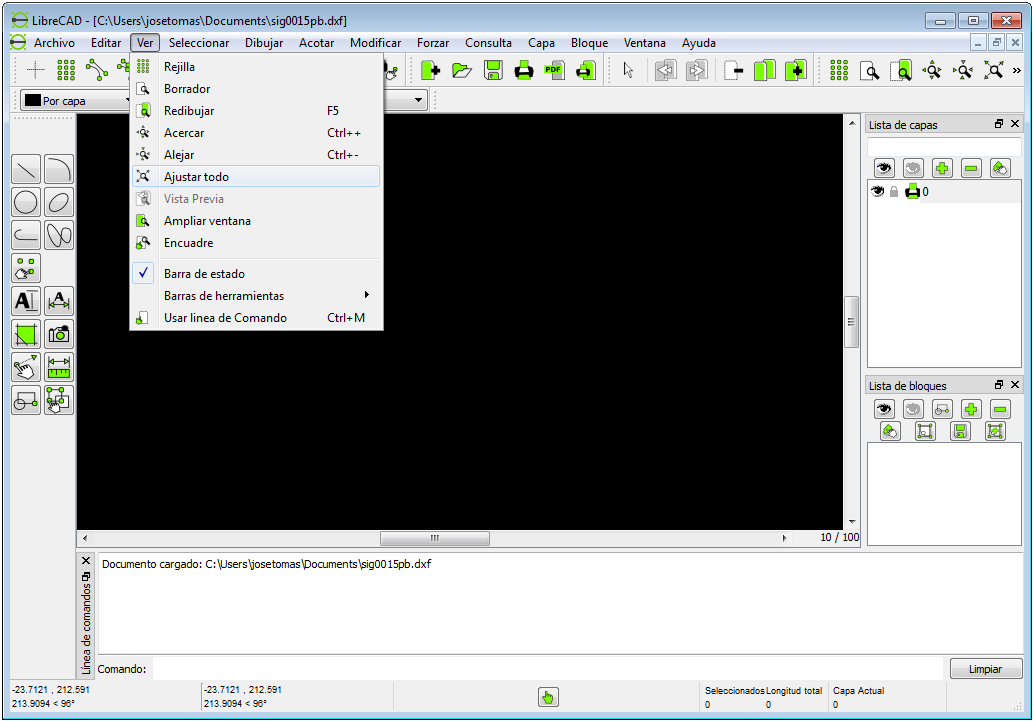 LibreCAD - [C:\Users\josetomas\Documents\sig0015pb.dxf]
Archivo Editar Ver Seleccionar Dibujar Acotar Modificar Forzar Consulta Capa Bloque Ventana Ayuda
PDF
»
Por capa
Rejilla
Borrador
Redibujar F5
Acercar Ctrl++
Alejar Ctrl+-
Ajustar todo
Vista Previa
Ampliar ventana
Encuadre
Barra de estado
Barras de herramientas
Usar linea de Comando Ctrl+M
A A
Lista de capas
0
Lista de bloques
10 / 100
Línea de comandos
Documento cargado: C:\Users\josetomas\Documents\sig0015pb.dxf
Comando:
Limpiar
-23.7121 , 212.591
213.9094 < 96°
-23.7121 , 212.591
213.9094 < 96°
Seleccionados Longitud total Capa Actual
0 0 0